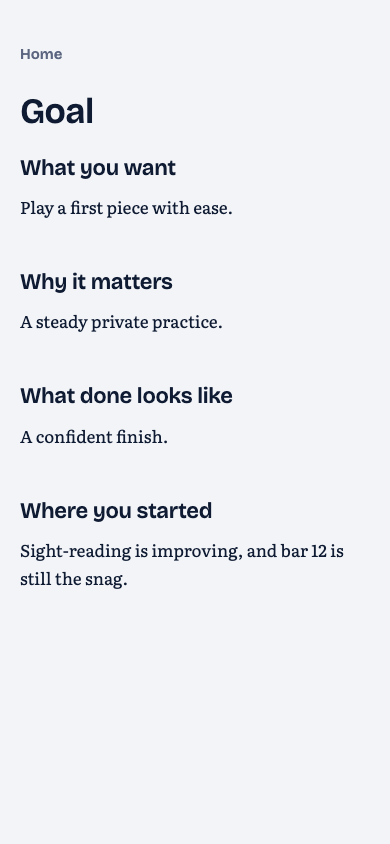 Home
Goal
What you want
Play a first piece with ease.
Why it matters
A steady private practice.
What done looks like
A confident finish.
Where you started
Sight-reading is improving, and bar 12 is
still the snag.